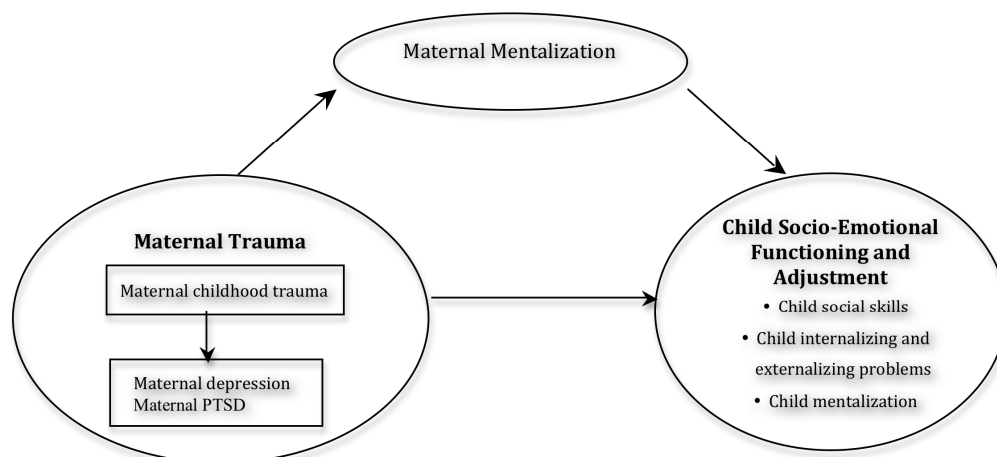 Maternal Mentalization
Maternal Trauma
Maternal childhood trauma
Maternal depression
Maternal PTSD
Child Socio-Emotional
Functioning and
Adjustment
• Child social skills
• Child internalizing and
externalizing problems
• Child mentalization